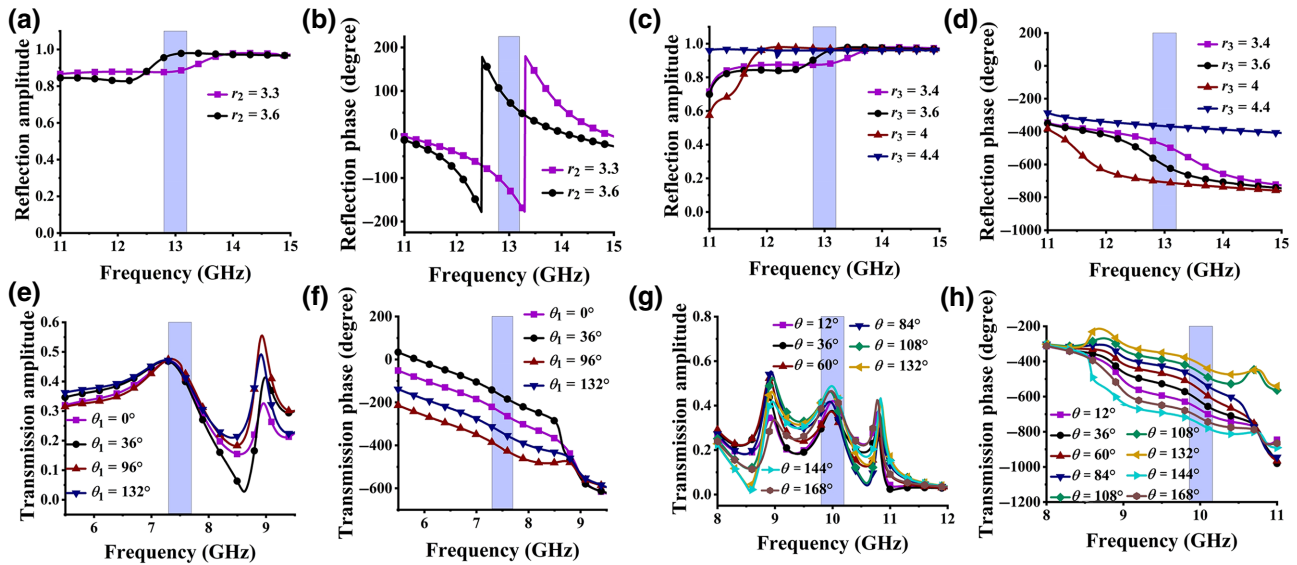 (a)
Reflection amplitude
1.0
0.8
0.6
0.4
0.2
0.0
r2 = 3.3
r2 = 3.6
11 12 13 14 15
Frequency (GHz)
(b)
Reflection phase (degree)
200
100
0
−100
−200
r2 = 3.3
r2 = 3.6
11 12 13 14 15
Frequency (GHz)
(c)
Reflection amplitude
1.0
0.8
0.6
0.4
0.2
0.0
r3 = 3.4
r3 = 3.6
r3 = 4
r3 = 4.4
11 12 13 14 15
Frequency (GHz)
(d)
Reflection phase (degree)
400
200
0
−200
−400
−600
−800
−1000
r3 = 3.4
r3 = 3.6
r3 = 4
r3 = 4.4
11 12 13 14 15
Frequency (GHz)
(e)
Transmission amplitude
0.6
0.5
0.4
0.3
0.2
0.1
0.0
θ1 = 0°
θ1 = 36°
θ1 = 96°
θ1 = 132°
6 7 8 9
Frequency (GHz)
(f)
Transmission phase (degree)
200
0
−200
−400
−600
θ1 = 0°
θ1 = 36°
θ1 = 96°
θ1 = 132°
6 7 8 9
Frequency (GHz)
(g)
Transmission amplitude
0.8
0.6
0.4
0.2
0.0
θ = 12° θ = 84°
θ = 36° θ = 108°
θ = 60° θ = 132°
θ = 144°
θ = 168°
8 9 10 11 12
Frequency (GHz)
(h)
Transmission phase (degree)
−200
−400
−600
−800
−1000
−1200
θ = 12°
θ = 36° θ = 108°
θ = 60° θ = 132°
θ = 84° θ = 144°
θ = 108° θ = 168°
8 9 10 11
Frequency (GHz)